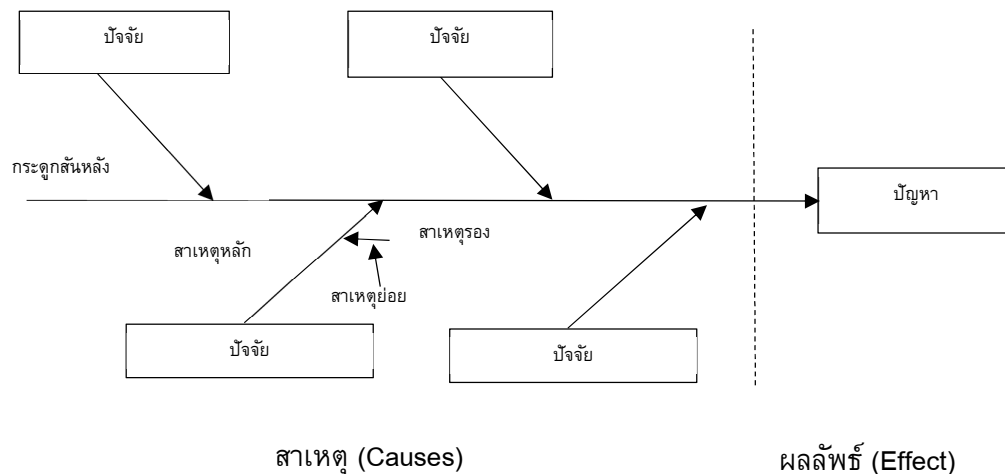 ปัจจัย
ปัจจัย
กระดูกสันหลัง
ปัญหา
สาเหตุหลัก
สาเหตุรอง
สาเหตุย่อย
ปัจจัย
ปัจจัย
สาเหตุ (Causes)
ผลลัพธ์ (Effect)